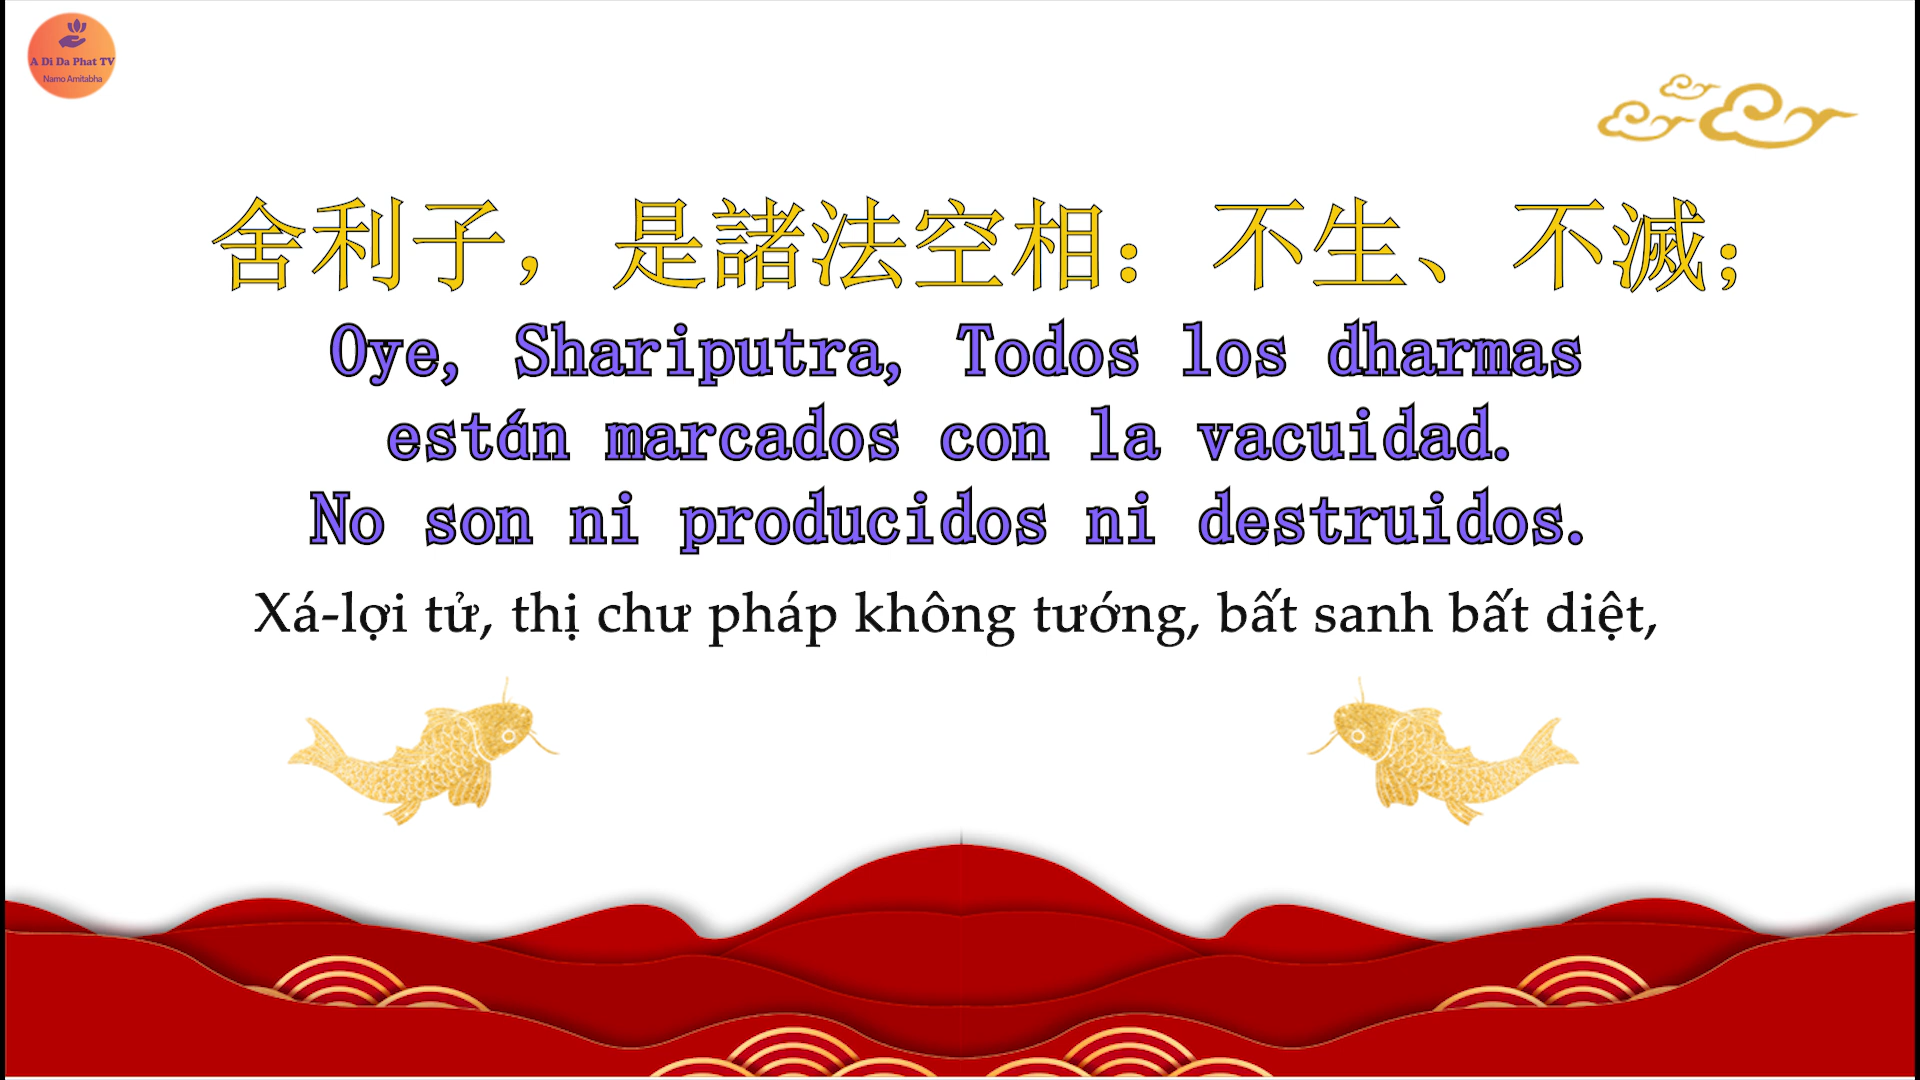 A Di Da Phat TV
Namo Amitabha
舍利子，是諸法空相：不生、不滅；
Oye, Shariputra, Todos los dharmas
están marcados con la vacuidad.
No son ni producidos ni destruidos.
Xá-lợi tử, thị chư pháp không tướng, bất sanh bất diệt,